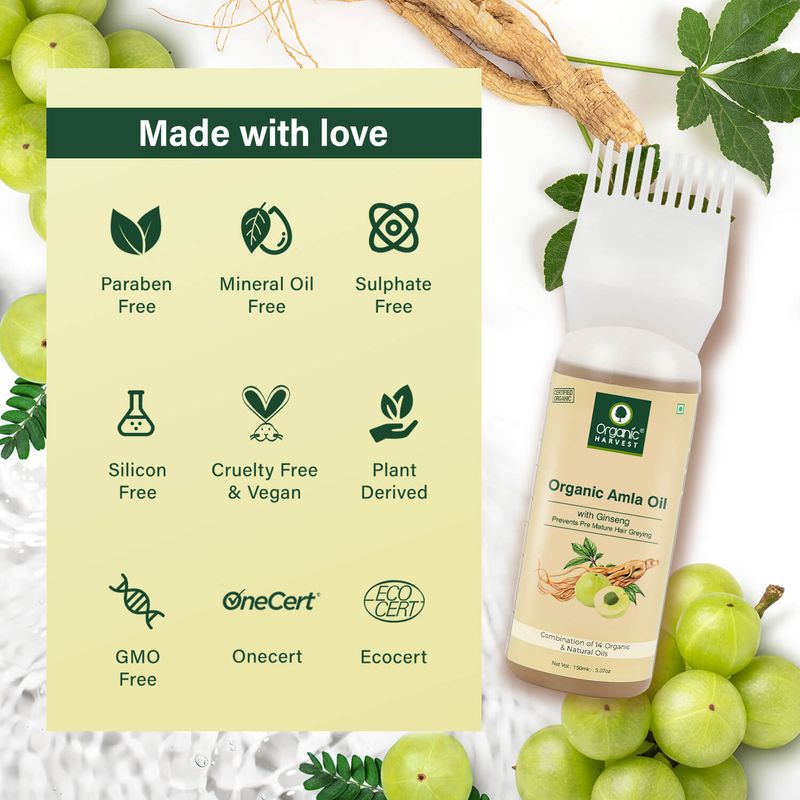 Made with love
Paraben
Free
Mineral Oil
Free
Sulphate
Free
Silicon
Free
Cruelty Free
& Vegan
Plant
Derived
GMO
Free
OneCert®
Onecert
ECO
CERT
Ecocert
CERTIFIED
ORGANIC
Organic®
HARVEST
Organic Amla Oil
with Ginseng
Prevents Pre Mature Hair Greying
Combination of 14 Organic
& Natural Oils
Net Vol.: 150ml 5.07oz